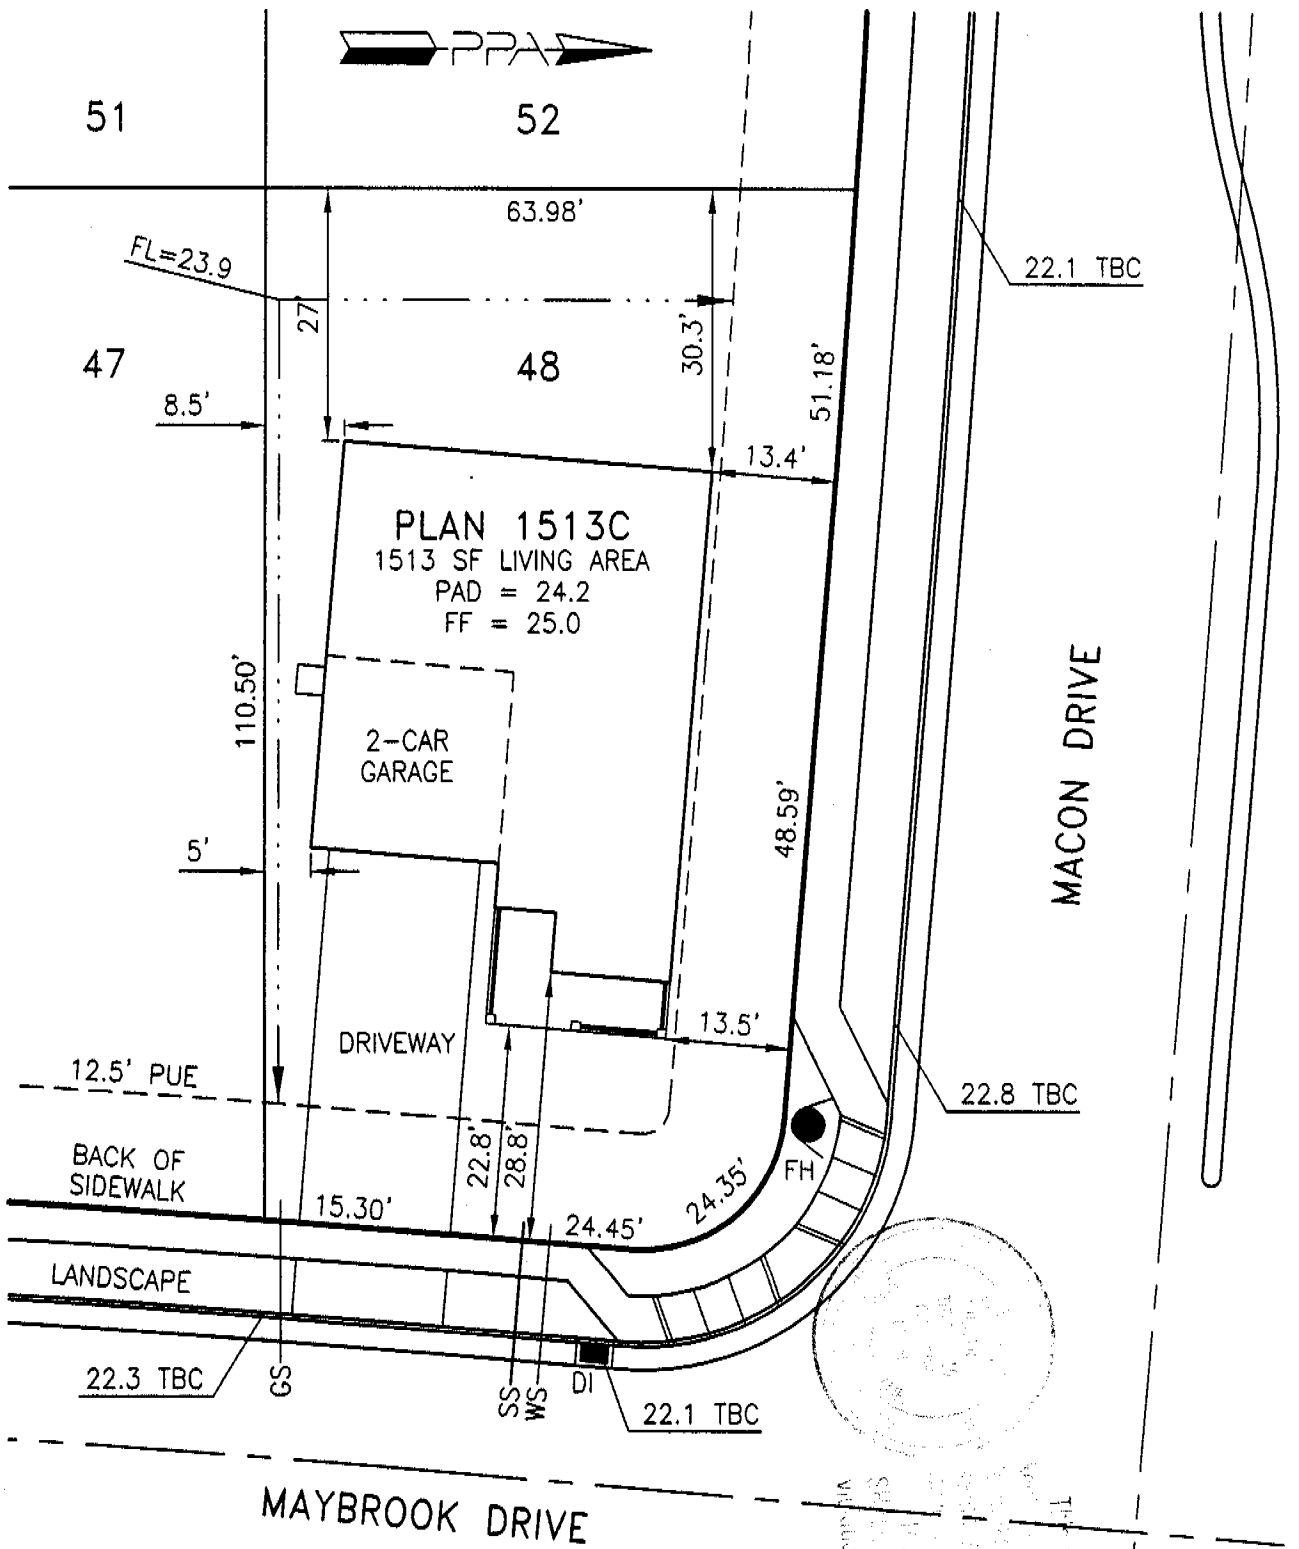 PPA
51
52
63.98'
FL=23.9
22.1 TBC
27
30.3'
47
48
51.18'
8.5'
13.4'
PLAN 1513C
1513 SF LIVING AREA
PAD = 24.2
FF = 25.0
110.50'
MACON DRIVE
2-CAR
GARAGE
48.59'
5'
13.5'
DRIVEWAY
12.5' PUE
22.8 TBC
22.8'
28.8'
BACK OF
SIDEWALK
FH
24.35'
15.30'
24.45'
LANDSCAPE
22.3 TBC
GS
SS
WS
DI
22.1 TBC
MAYBROOK DRIVE